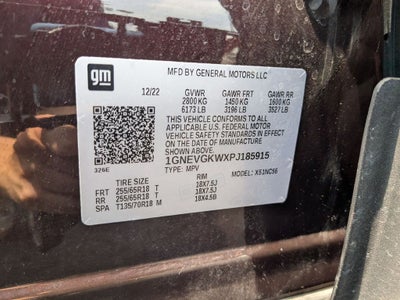 gm
MFD BY GENERAL MOTORS LLC
12/22 GVWR GAWR FRT GAWR RR
2800 KG 1450 KG 1600 KG
6173 LB 3196 LB 3527 LB
THIS VEHICLE CONFORMS TO ALL
APPLICABLE U.S. FEDERAL MOTOR
VEHICLE SAFETY STANDARDS IN EFFECT
ON THE DATE OF MANUFACTURE
SHOWN ABOVE.
326E 1GNEVGKWXPJ185915
TYPE: MPV MODEL: X51NC56
TIRE SIZE RIM
FRT 255/65R18 T 18X7.5J
RR 255/65R18 T 18X7.5J
SPA T135/70R18 M 18X4.5B